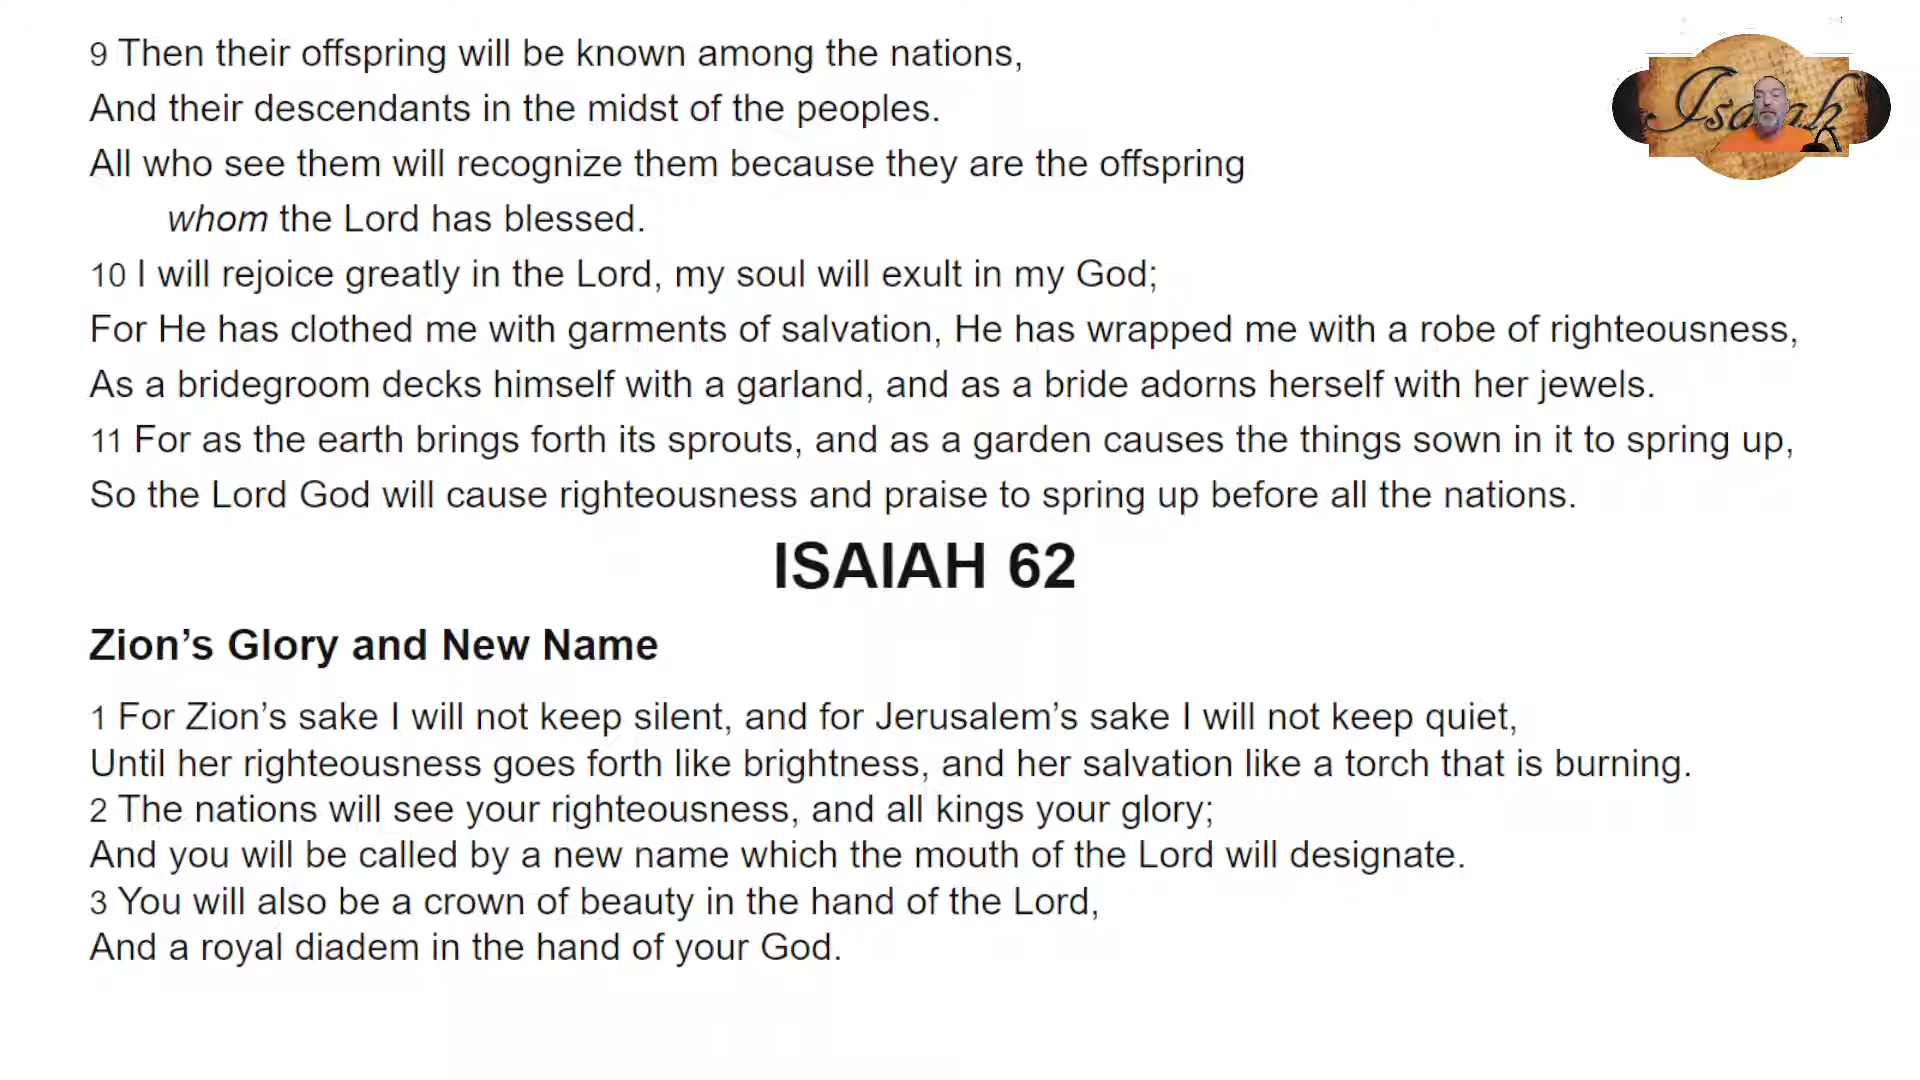 9 Then their offspring will be known among the nations,
And their descendants in the midst of the peoples.
All who see them will recognize them because they are the offspring
whom the Lord has blessed.
10 I will rejoice greatly in the Lord, my soul will exult in my God;
For He has clothed me with garments of salvation, He has wrapped me with a robe of righteousness,
As a bridegroom decks himself with a garland, and as a bride adorns herself with her jewels.
11 For as the earth brings forth its sprouts, and as a garden causes the things sown in it to spring up,
So the Lord God will cause righteousness and praise to spring up before all the nations.
ISAIAH 62
Zion’s Glory and New Name
1 For Zion’s sake I will not keep silent, and for Jerusalem’s sake I will not keep quiet,
Until her righteousness goes forth like brightness, and her salvation like a torch that is burning.
2 The nations will see your righteousness, and all kings your glory;
And you will be called by a new name which the mouth of the Lord will designate.
3 You will also be a crown of beauty in the hand of the Lord,
And a royal diadem in the hand of your God.
Isaiah